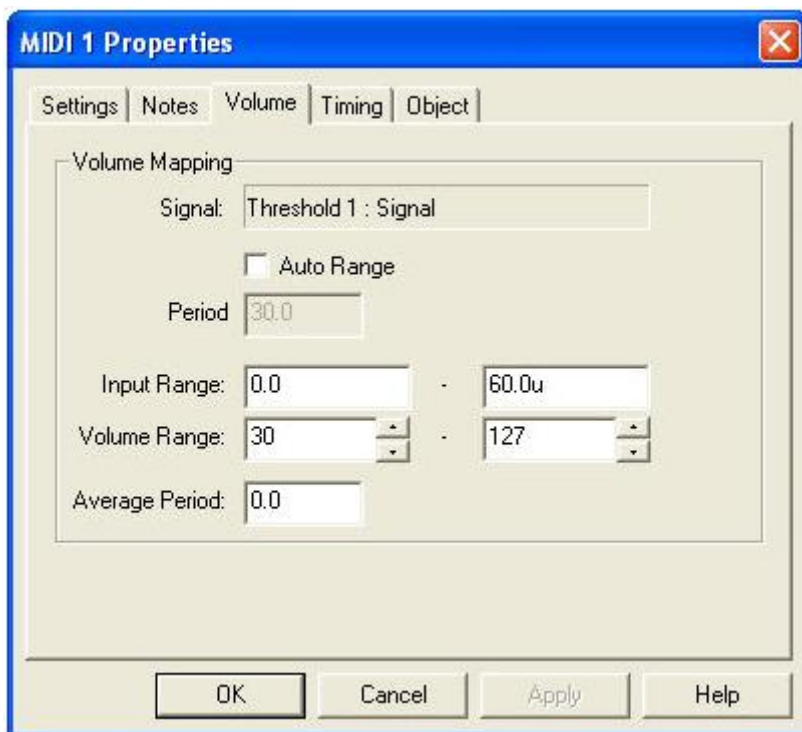 MIDI 1 Properties
Settings Notes Volume Timing Object
Volume Mapping
Signal: Threshold 1 : Signal
Auto Range
Period 30.0
Input Range: 0.0 - 60.0u
Volume Range: 30 - 127
Average Period: 0.0
OK Cancel Apply Help